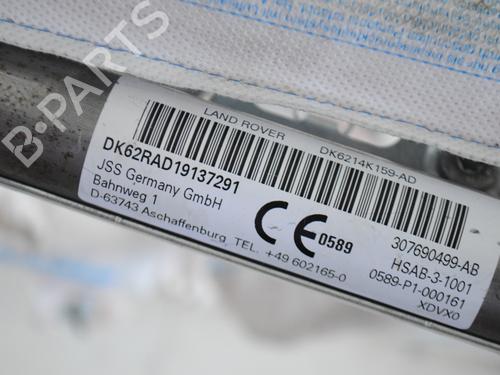 B-PARTS
LAND ROVER
DK6214K159-AD
DK62RAD19137291
JSS Germany GmbH
Bahnweg 1
D-63743 Aschaffenburg, TEL. +49 602165-0
CE 0589
307690499-AB
HSAB-3-1001
0589-P1-000161
XDVX0